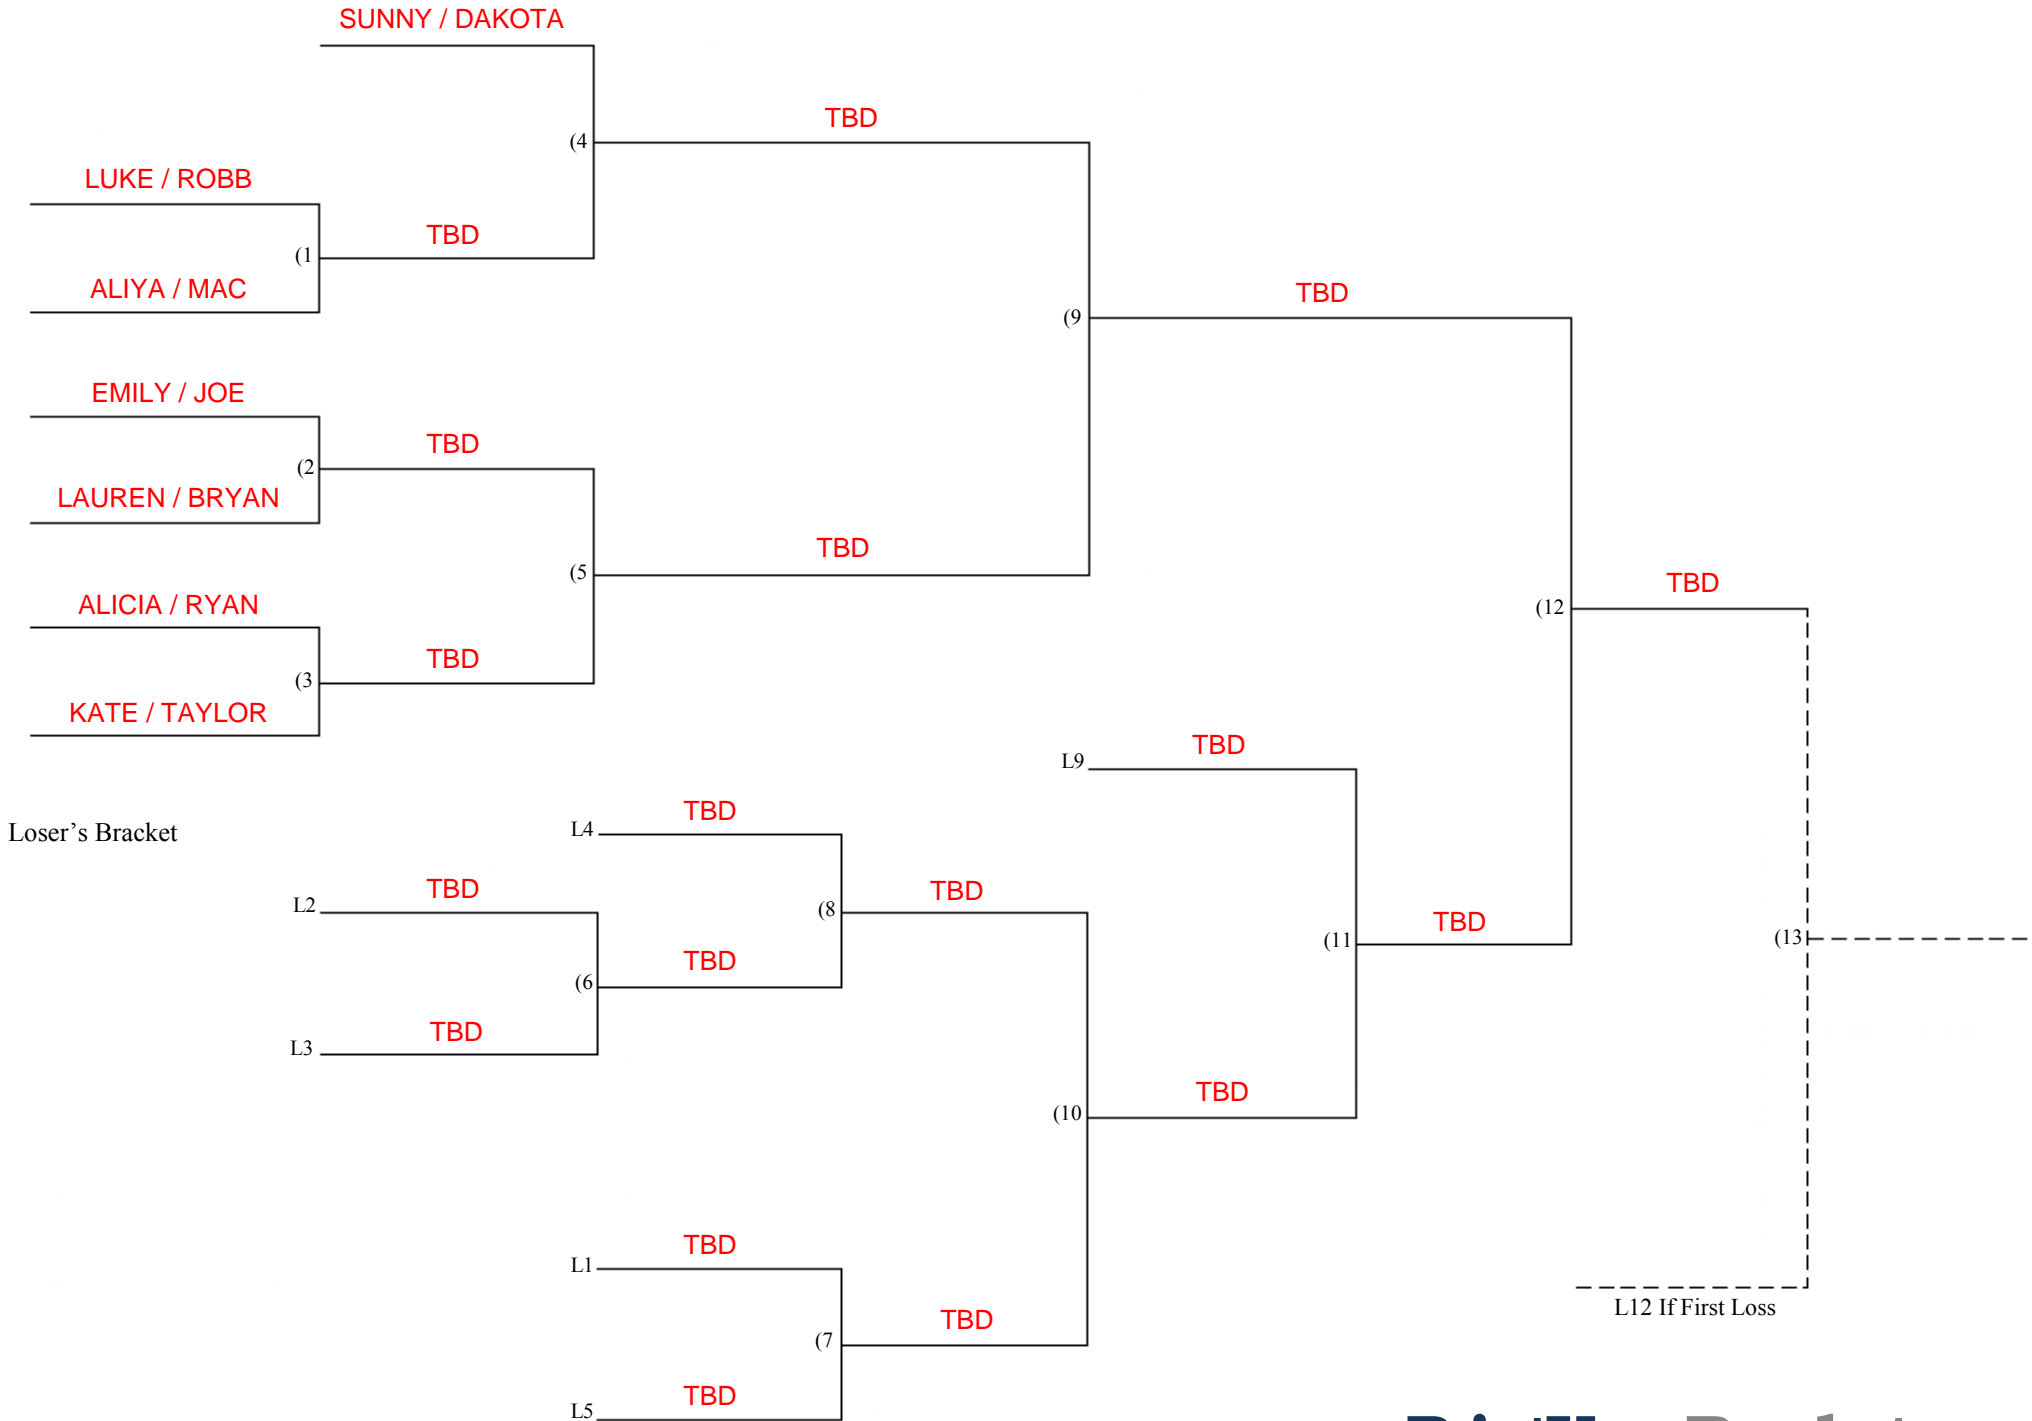 SUNNY / DAKOTA
TBD
(4
LUKE / ROBB
TBD
(1
ALIYA / MAC
TBD
(9
EMILY / JOE
TBD
(2
LAUREN / BRYAN
TBD
(5
TBD
(12
ALICIA / RYAN
TBD
(3
KATE / TAYLOR
TBD
L9
TBD
L4
Loser’s Bracket
TBD
L2
TBD
(8
TBD
(11
(13
TBD
(6
TBD
L3
TBD
(10
TBD
L1
L12 If First Loss
TBD
(7
TBD
L5